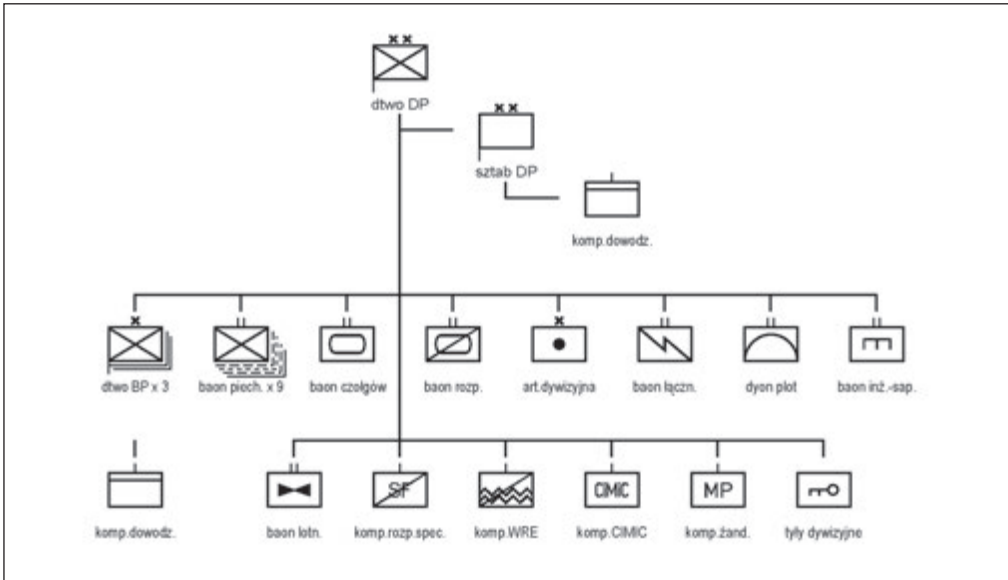 dtwo DP
sztab DP
komp.dowodz.
dtwo BP x 3
baon piech. x 9
baon czołgów
baon rozp.
art.dywizyjna
baon łączn.
dyon plot
baon inż.-sap.
SF
CIMIC
MP
komp.dowodz.
baon lotn.
komp.rozp.spec.
komp.WRE
komp.CIMIC
komp.żand.
tyły dywizyjne